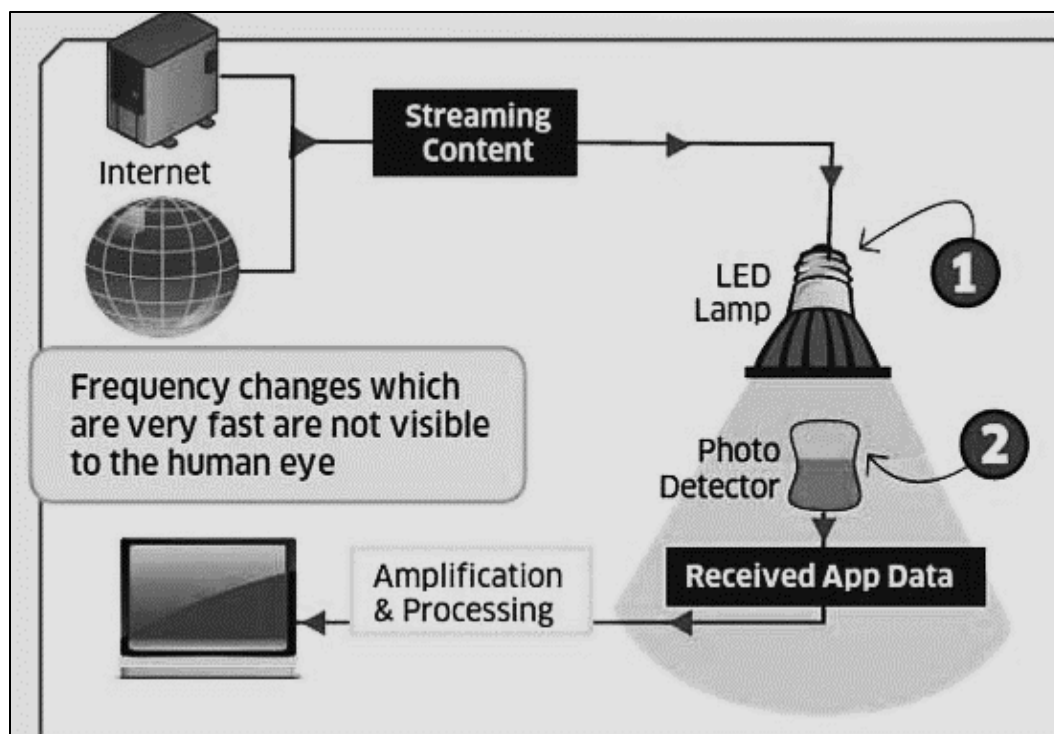 Streaming
Content
Internet
1
LED
Lamp
Frequency changes which
are very fast are not visible
to the human eye
2
Photo
Detector
Received App Data
Amplification
& Processing